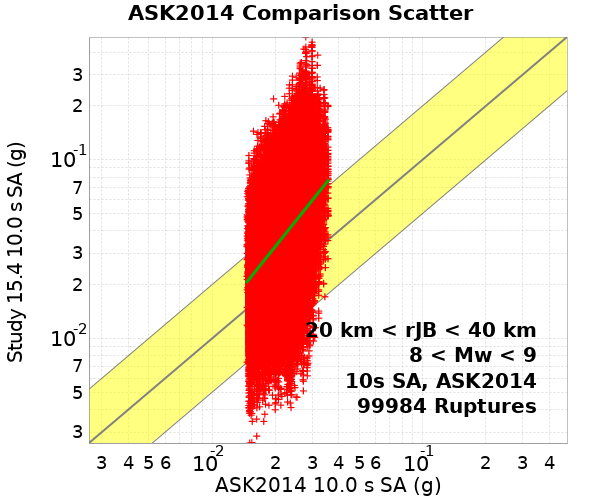 ASK2014 Comparison Scatter
Study 15.4 10.0 s SA (g)
3
2
10-1
7
5
3
2
10-2
7
5
3
20 km < rJB < 40 km
8 < Mw < 9
10s SA, ASK2014
99984 Ruptures
3 4 5 6 10-2 2 3 4 5 6 10-1 2 3 4
ASK2014 10.0 s SA (g)